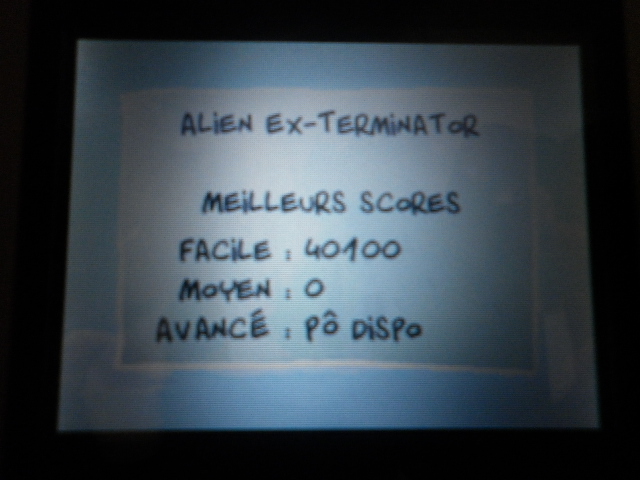 ALIEN EX-TERMINATOR
MEILLEURS SCORES
FACILE : 40100
MOYEN : 0
AVANCÉ : PÔ DISPO